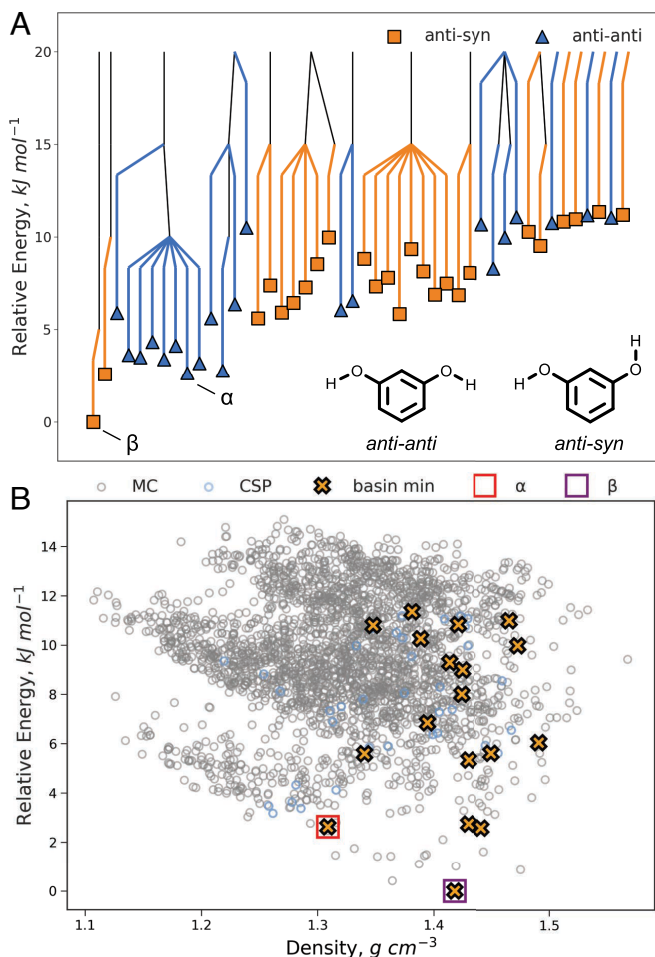 A
anti-syn
anti-anti
Relative Energy, kJ mol⁻¹
20
15
10
5
0
β
α
H O O H
anti-anti
H O O H
anti-syn
B
MC CSP basin min α β
Relative Energy, kJ mol⁻¹
14
12
10
8
6
4
2
0
1.1 1.2 1.3 1.4 1.5
Density, g cm⁻³